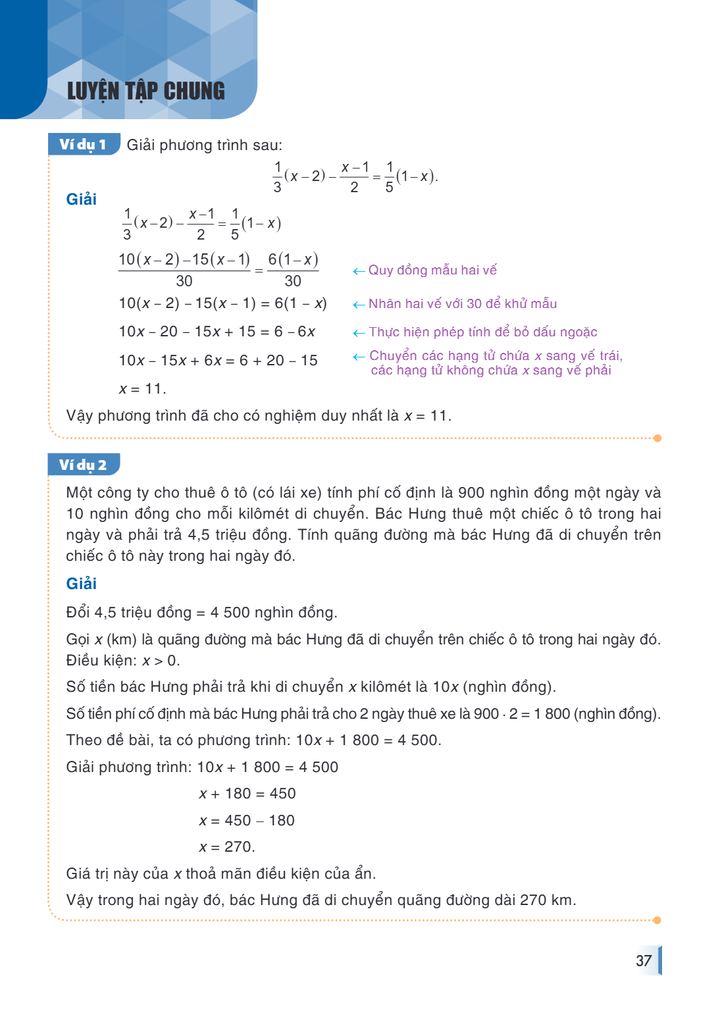 LUYỆN TẬP CHUNG
Ví dụ 1 Giải phương trình sau:
1/3(x – 2) – (x – 1)/2 = 1/5(1 – x).
Giải
1/3(x – 2) – (x – 1)/2 = 1/5(1 – x)
(10(x – 2) – 15(x – 1))/30 = 6(1 – x)/30 ← Quy đồng mẫu hai vế
10(x – 2) – 15(x – 1) = 6(1 – x) ← Nhân hai vế với 30 để khử mẫu
10x – 20 – 15x + 15 = 6 – 6x ← Thực hiện phép tính để bỏ dấu ngoặc
10x – 15x + 6x = 6 + 20 – 15 ← Chuyển các hạng tử chứa x sang vế trái,
các hạng tử không chứa x sang vế phải
x = 11.
Vậy phương trình đã cho có nghiệm duy nhất là x = 11.
Ví dụ 2
Một công ty cho thuê ô tô (có lái xe) tính phí cố định là 900 nghìn đồng một ngày và
10 nghìn đồng cho mỗi kilômét di chuyển. Bác Hưng thuê một chiếc ô tô trong hai
ngày và phải trả 4,5 triệu đồng. Tính quãng đường mà bác Hưng đã di chuyển trên
chiếc ô tô này trong hai ngày đó.
Giải
Đổi 4,5 triệu đồng = 4 500 nghìn đồng.
Gọi x (km) là quãng đường mà bác Hưng đã di chuyển trên chiếc ô tô trong hai ngày đó.
Điều kiện: x > 0.
Số tiền bác Hưng phải trả khi di chuyển x kilômét là 10x (nghìn đồng).
Số tiền phí cố định mà bác Hưng phải trả cho 2 ngày thuê xe là 900 · 2 = 1 800 (nghìn đồng).
Theo đề bài, ta có phương trình: 10x + 1 800 = 4 500.
Giải phương trình: 10x + 1 800 = 4 500
x + 180 = 450
x = 450 – 180
x = 270.
Giá trị này của x thoả mãn điều kiện của ẩn.
Vậy trong hai ngày đó, bác Hưng đã di chuyển quãng đường dài 270 km.
37